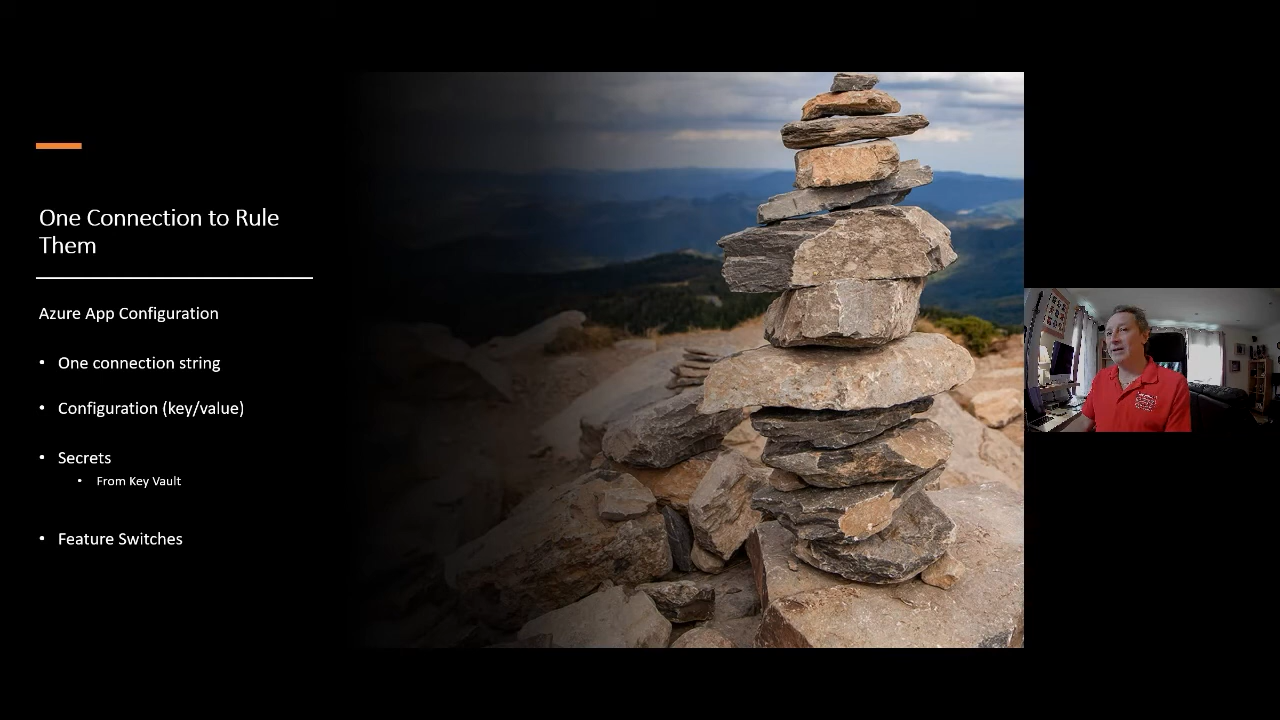 One Connection to Rule
Them
Azure App Configuration
• One connection string
• Configuration (key/value)
• Secrets
• From Key Vault
• Feature Switches